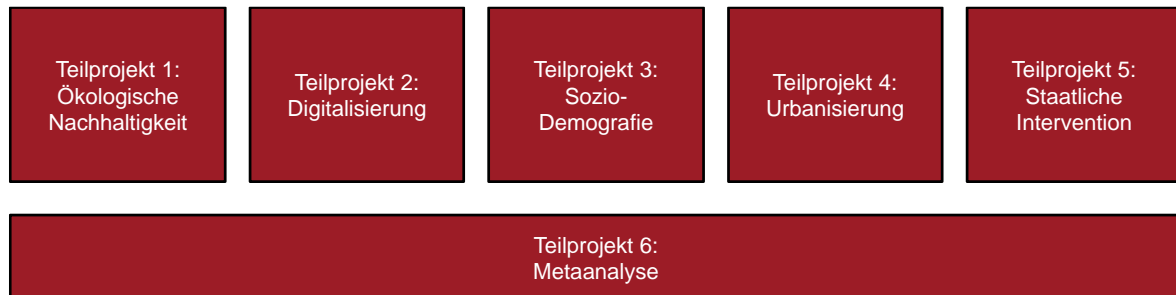 Teilprojekt 1:
Ökologische
Nachhaltigkeit
Teilprojekt 2:
Digitalisierung
Teilprojekt 3:
Sozio-
Demografie
Teilprojekt 4:
Urbanisierung
Teilprojekt 5:
Staatliche
Intervention
Teilprojekt 6:
Metaanalyse